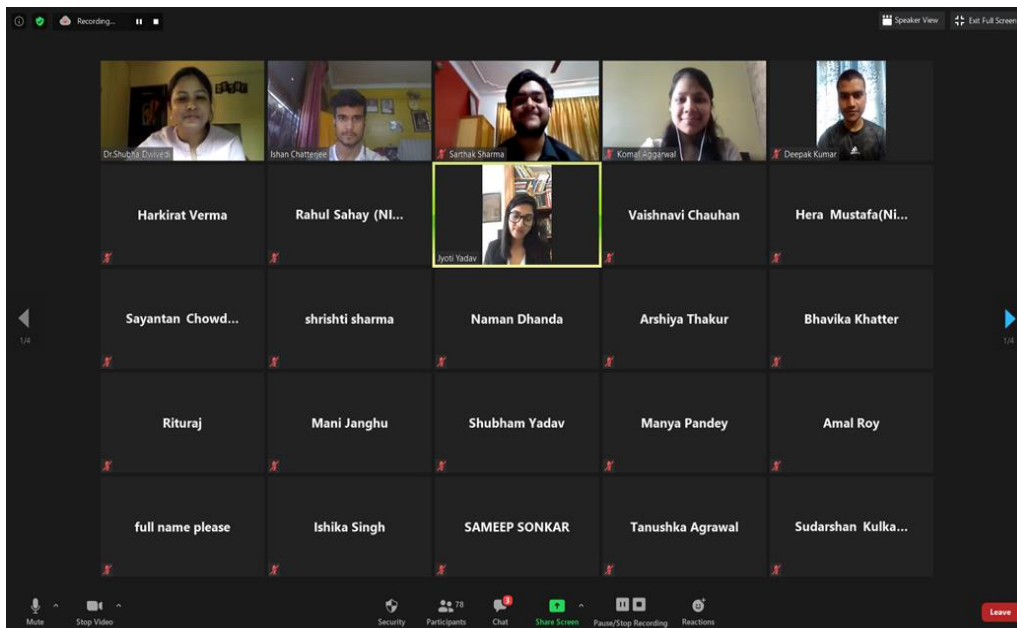 Recording...
Speaker View
Exit Full Screen
Dr.Shubha Dwivedi
Ishan Chatterjee
Sarthak Sharma
Komal Aggarwal
Deepak Kumar
Harkirat Verma
Rahul Sahay (NI...
Jyoti Yadav
Vaishnavi Chauhan
Hera Mustafa(Ni...
Sayantan Chowd...
shrishti sharma
Naman Dhanda
Arshiya Thakur
Bhavika Khatter
1/4
1/4
Rituraj
Mani Janghu
Shubham Yadav
Manya Pandey
Amal Roy
full name please
Ishika Singh
SAMEEP SONKAR
Tanushka Agrawal
Sudarshan Kulka...
Mute
Stop Video
Security
Participants
78
Chat
3
Share Screen
Pause/Stop Recording
Reactions
Leave